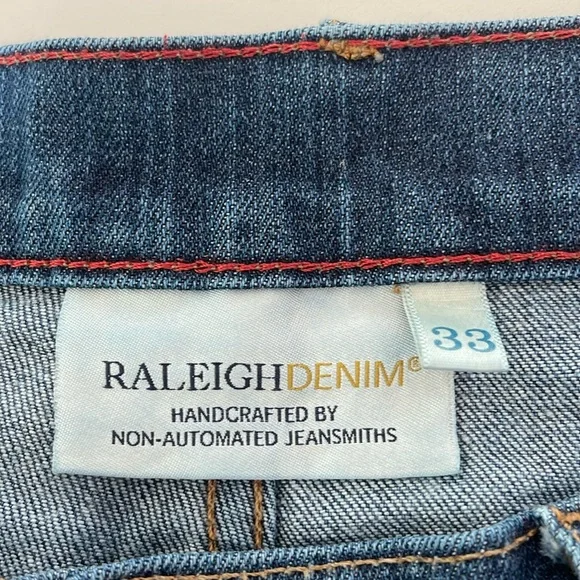 RALEIGHDENIM®
33
HANDCRAFTED BY
NON-AUTOMATED JEANSMITHS